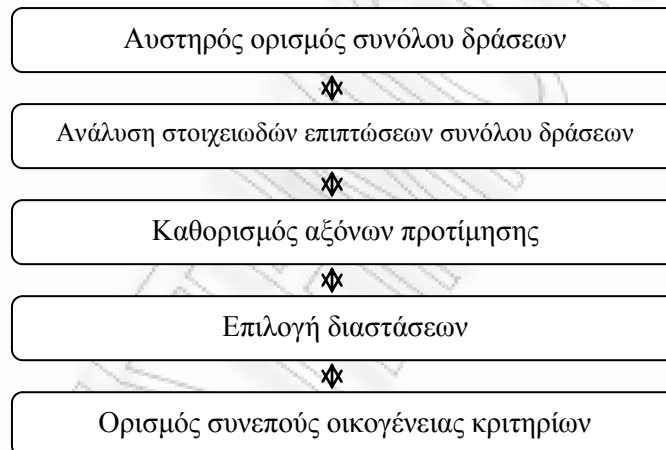 Αυστηρός ορισμός συνόλου δράσεων
Ανάλυση στοιχειωδών επιπτώσεων συνόλου δράσεων
Καθορισμός αξόνων προτίμησης
Επιλογή διαστάσεων
Ορισμός συνεπούς οικογένειας κριτηρίων